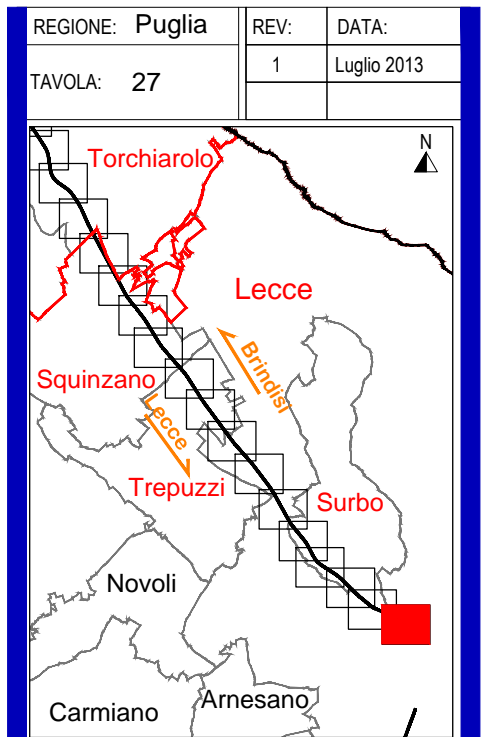 REGIONE: Puglia
REV: DATA:
TAVOLA: 27
1 Luglio 2013
N
Torchiarolo
Lecce
Brindisi
Squinzano
Lecce
Trepuzzi
Surbo
Novoli
Arnesano
Carmiano